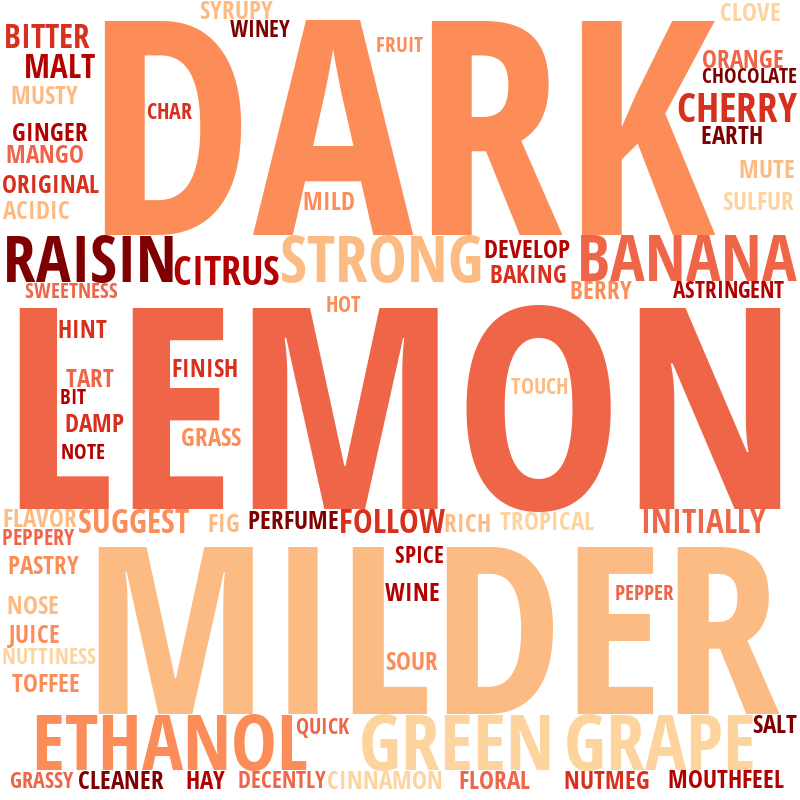 SYRUPY
CLOVE
WINEY
BITTER
FRUIT
DARK
ORANGE
MALT
CHOCOLATE
MUSTY
CHERRY
CHAR
GINGER
EARTH
MANGO
MUTE
ORIGINAL
MILD
SULFUR
ACIDIC
RAISIN
CITRUS
STRONG
DEVELOP
BANANA
BAKING
SWEETNESS
BERRY
ASTRINGENT
HOT
LEMON
HINT
FINISH
TART
TOUCH
BIT
DAMP
GRASS
NOTE
FLAVOR
SUGGEST
FIG
PERFUME
FOLLOW
RICH
TROPICAL
INITIALLY
PEPPERY
MILDER
SPICE
PASTRY
WINE
PEPPER
NOSE
JUICE
NUTTINESS
SOUR
TOFFEE
ETHANOL
QUICK
GREEN GRAPE
SALT
GRASSY
CLEANER
HAY
DECENTLY
CINNAMON
FLORAL
NUTMEG
MOUTHFEEL